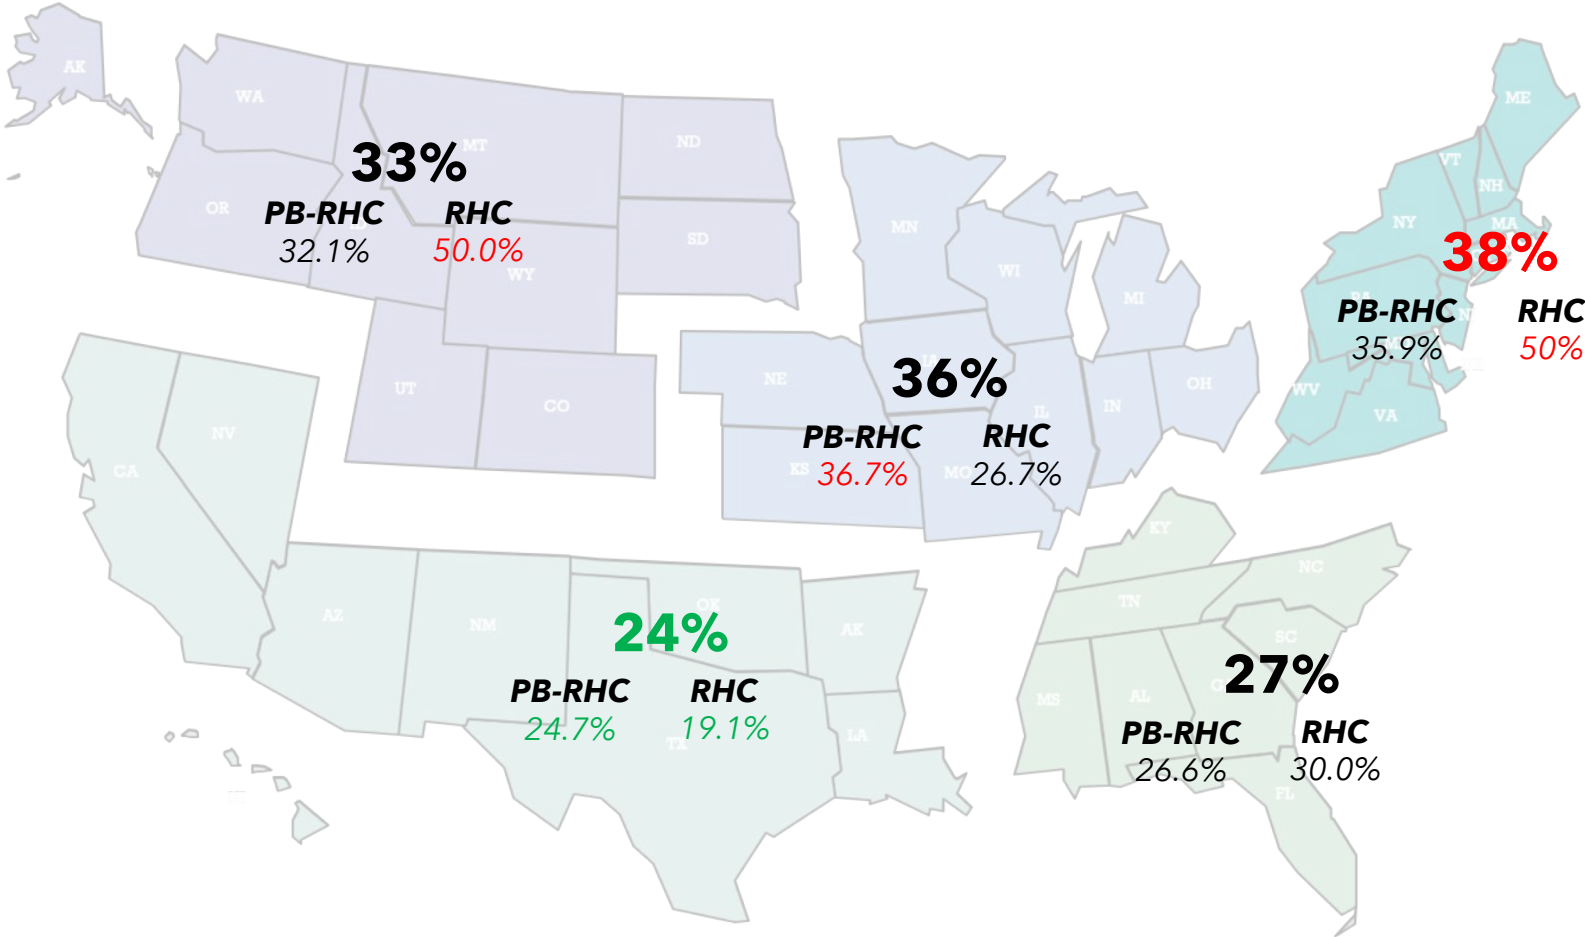 AK
WA
MT
ND
ME
33%
VT
NH
OR
ID
PB-RHC RHC
32.1% 50.0%
SD
WY
MN
WI
MI
NY
MA
38%
PA
PB-RHC RHC
35.9% 50%
UT
CO
NE
IA
36%
IL
IN
OH
WV
VA
PB-RHC RHC
36.7% 26.7%
KS
MO
NV
CA
KY
NC
TN
AZ
NM
OK
AK
24%
PB-RHC RHC
24.7% 19.1%
TX
LA
SC
27%
MS
AL
PB-RHC RHC
26.6% 30.0%
FL